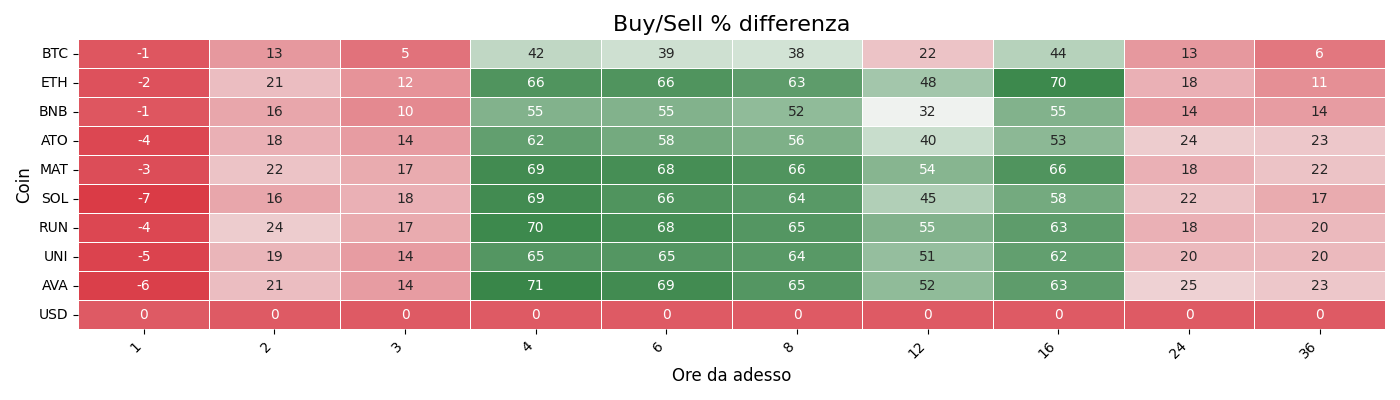 Buy/Sell % differenza
Coin
BTC -1 13 5 42 39 38 22 44 13 6
ETH -2 21 12 66 66 63 48 70 18 11
BNB -1 16 10 55 55 52 32 55 14 14
ATO -4 18 14 62 58 56 40 53 24 23
MAT -3 22 17 69 68 66 54 66 18 22
SOL -7 16 18 69 66 64 45 58 22 17
RUN -4 24 17 70 68 65 55 63 18 20
UNI -5 19 14 65 65 64 51 62 20 20
AVA -6 21 14 71 69 65 52 63 25 23
USD 0 0 0 0 0 0 0 0 0 0
1 2 3 4 6 8 12 16 24 36
Ore da adesso